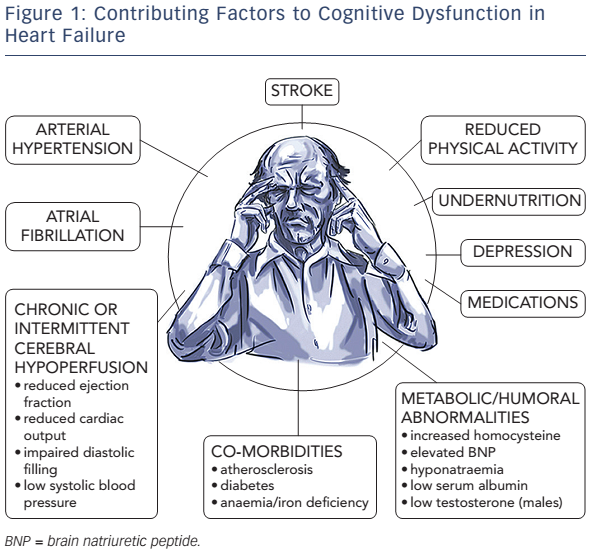 Figure 1: Contributing Factors to Cognitive Dysfunction in
Heart Failure
STROKE
ARTERIAL
HYPERTENSION
REDUCED
PHYSICAL ACTIVITY
UNDERNUTRITION
ATRIAL
FIBRILLATION
DEPRESSION
MEDICATIONS
CHRONIC OR
INTERMITTENT
CEREBRAL
HYPOPERFUSION
• reduced ejection
fraction
• reduced cardiac
output
• impaired diastolic
filling
• low systolic blood
pressure
CO-MORBIDITIES
• atherosclerosis
• diabetes
• anaemia/iron deficiency
METABOLIC/HUMORAL
ABNORMALITIES
• increased homocysteine
• elevated BNP
• hyponatraemia
• low serum albumin
• low testosterone (males)
BNP = brain natriuretic peptide.